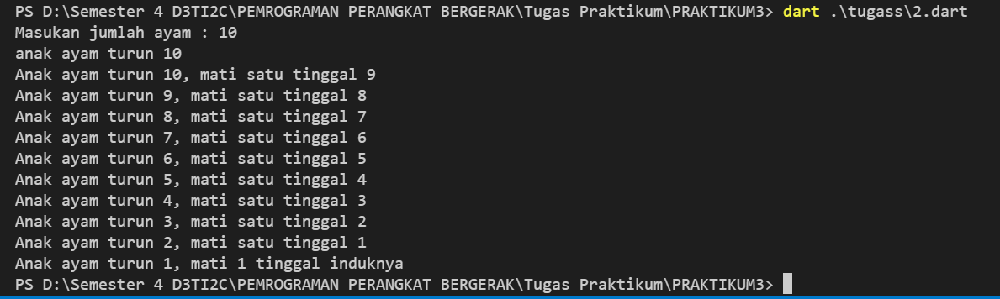 PS D:\Semester 4 D3TI2C\PEMROGRAMAN PERANGKAT BERGERAK\Tugas Praktikum\PRAKTIKUM3> dart .\tugass\2.dart
Masukan jumlah ayam : 10
anak ayam turun 10
Anak ayam turun 10, mati satu tinggal 9
Anak ayam turun 9, mati satu tinggal 8
Anak ayam turun 8, mati satu tinggal 7
Anak ayam turun 7, mati satu tinggal 6
Anak ayam turun 6, mati satu tinggal 5
Anak ayam turun 5, mati satu tinggal 4
Anak ayam turun 4, mati satu tinggal 3
Anak ayam turun 3, mati satu tinggal 2
Anak ayam turun 2, mati satu tinggal 1
Anak ayam turun 1, mati 1 tinggal induknya
PS D:\Semester 4 D3TI2C\PEMROGRAMAN PERANGKAT BERGERAK\Tugas Praktikum\PRAKTIKUM3>